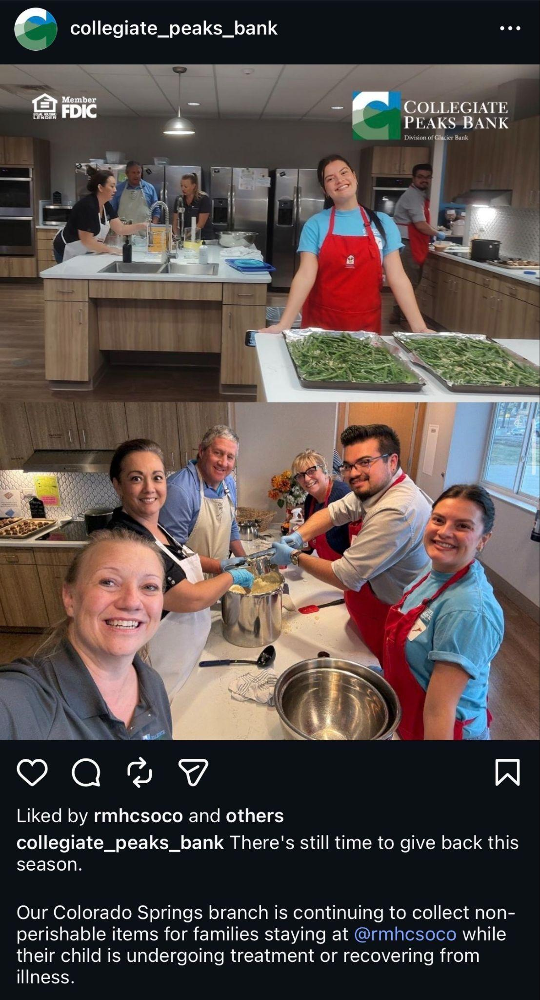 collegiate_peaks_bank
EQUAL HOUSING
LENDER
Member
FDIC
COLLEGIATE
PEAKS BANK
Division of Glacier Bank
Liked by rmhcsoco and others
collegiate_peaks_bank There's still time to give back this
season.
Our Colorado Springs branch is continuing to collect non-
perishable items for families staying at @rmhcsoco while
their child is undergoing treatment or recovering from
illness.